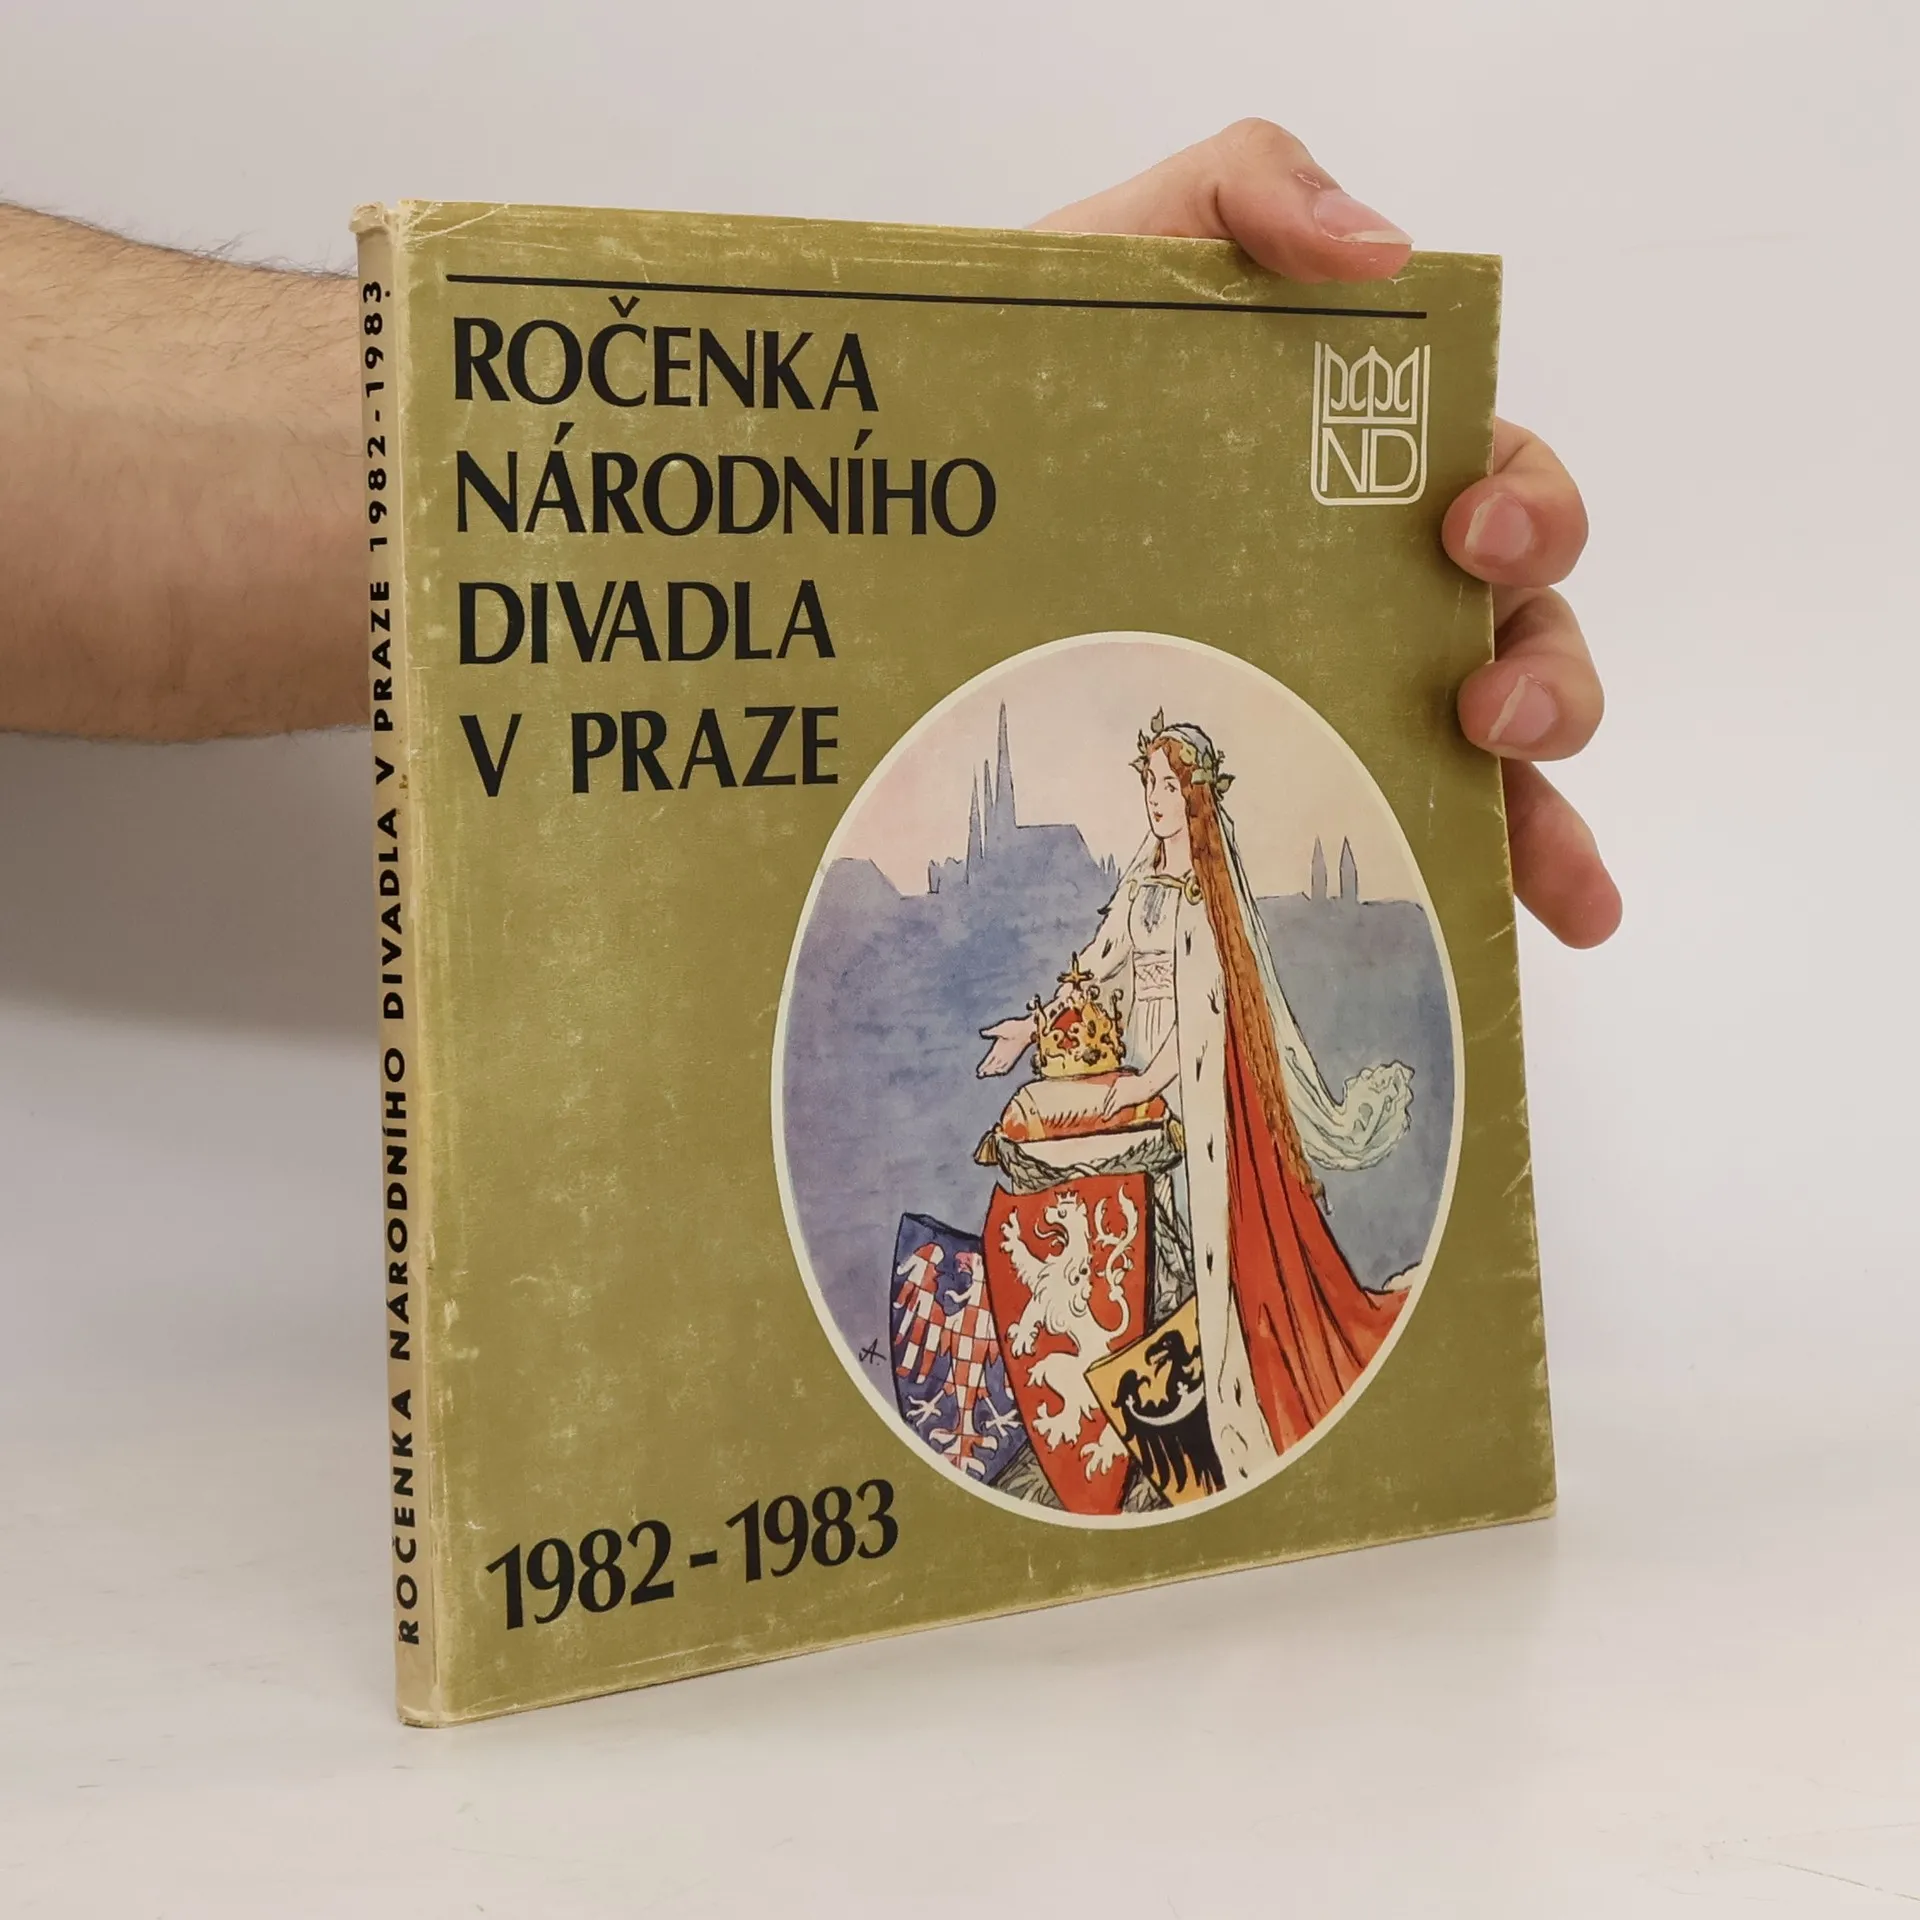 ROČENKA NÁRODNÍHO DIVADLA V PRAZE 1982-1983
ROČENKA
NÁRODNÍHO
DIVADLA
V PRAZE
ND
A.
1982-1983